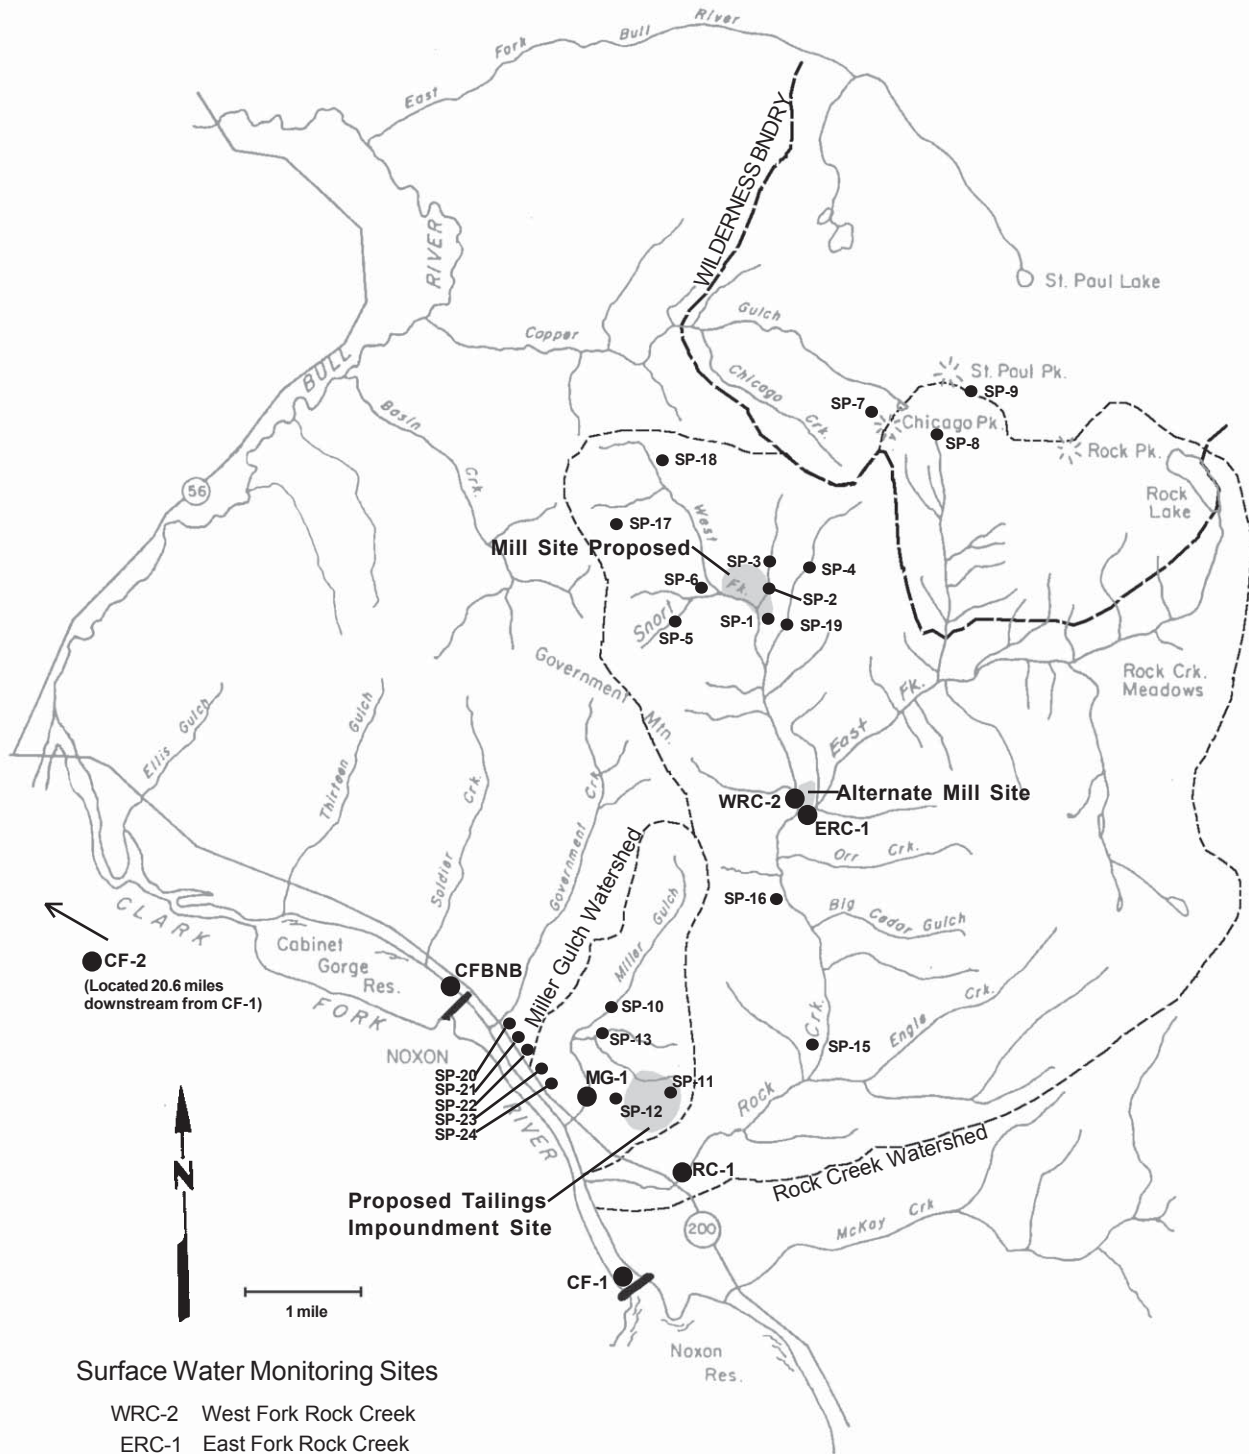 River
Bull
Fork
East
WILDERNESS BNDRY
RIVER
St. Paul Lake
Copper
Gulch
BULL
Chicago
Crk.
St. Paul Pk.
SP-9
SP-7
Chicago Pk.
SP-8
Rock Pk.
Basin
Crk.
SP-18
Rock
Lake
56
West
SP-17
Mill Site Proposed
SP-3
SP-4
SP-6
Fk.
SP-2
Snort
SP-1
SP-19
SP-5
Government
Mtn.
Rock Crk.
Meadows
East
Fk.
Ellis Gulch
Thirteen Gulch
Soldier Crk.
Government Crk.
WRC-2
Alternate Mill Site
ERC-1
Orr Crk.
Miller Gulch Watershed
Miller Gulch
SP-16
Big Cedar Gulch
CLARK
FORK
RIVER
Cabinet
Gorge
Res.
CFBNB
CF-2
(Located 20.6 miles
downstream from CF-1)
Engle Crk.
SP-10
SP-13
Crk.
SP-15
NOXON
SP-20
SP-21
SP-22
SP-23
SP-24
MG-1
SP-11
SP-12
Rock
N
RC-1
Rock Creek Watershed
Proposed Tailings
Impoundment Site
McKay Crk
200
CF-1
1 mile
Noxon
Res.
Surface Water Monitoring Sites
WRC-2 West Fork Rock Creek
ERC-1 East Fork Rock Creek